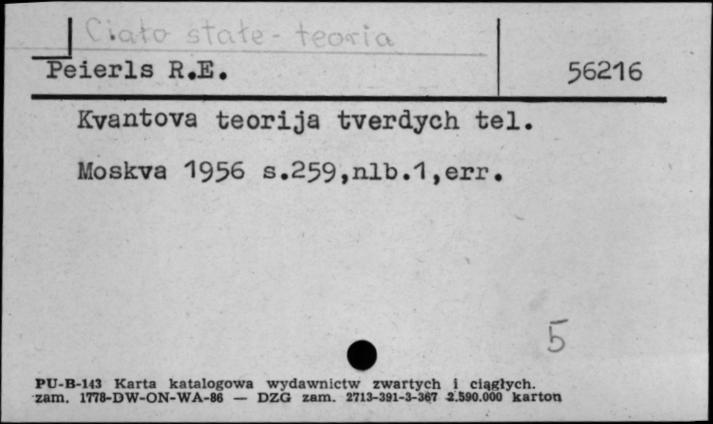 Ciało stałe - teoria
Peierls R.E. 56216
Kvantova teorija tverdych tel.
Moskva 1956 s.259,nlb.1,err.
5
PU-B-143 Karta katalogowa wydawnictw zwartych i ciągłych.
zam. 1778-DW-ON-WA-86 — DZG zam. 2713-391-3-367 2.590.000 karton